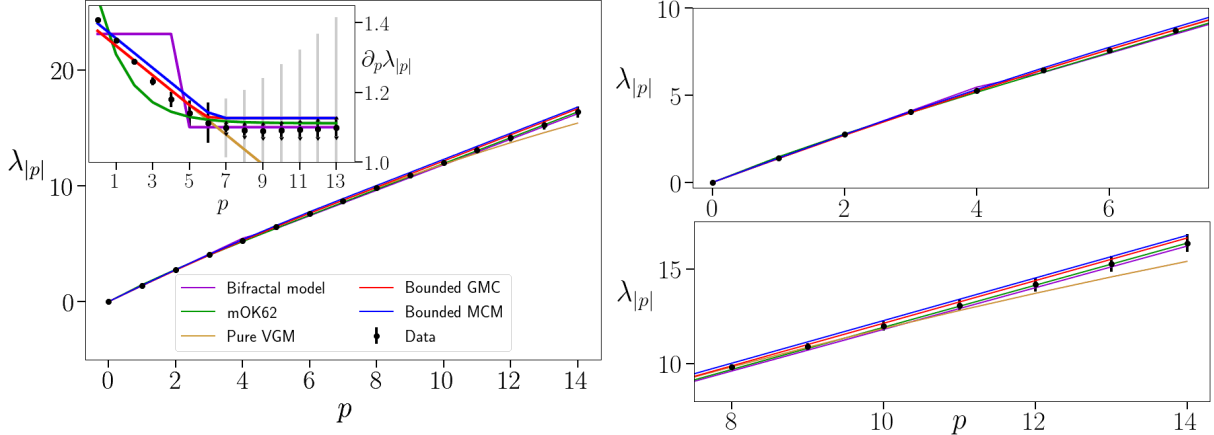 20
10
0
λ|p|
1.4
1.2
1.0
∂pλ|p|
1 3 5 7 9 11 13
p
Bifractal model
mOK62
Pure VGM
Bounded GMC
Bounded MCM
Data
0 2 4 6 8 10 12 14
p
10
5
0
λ|p|
0 2 4 6
15
10
λ|p|
8 10 12 14
p